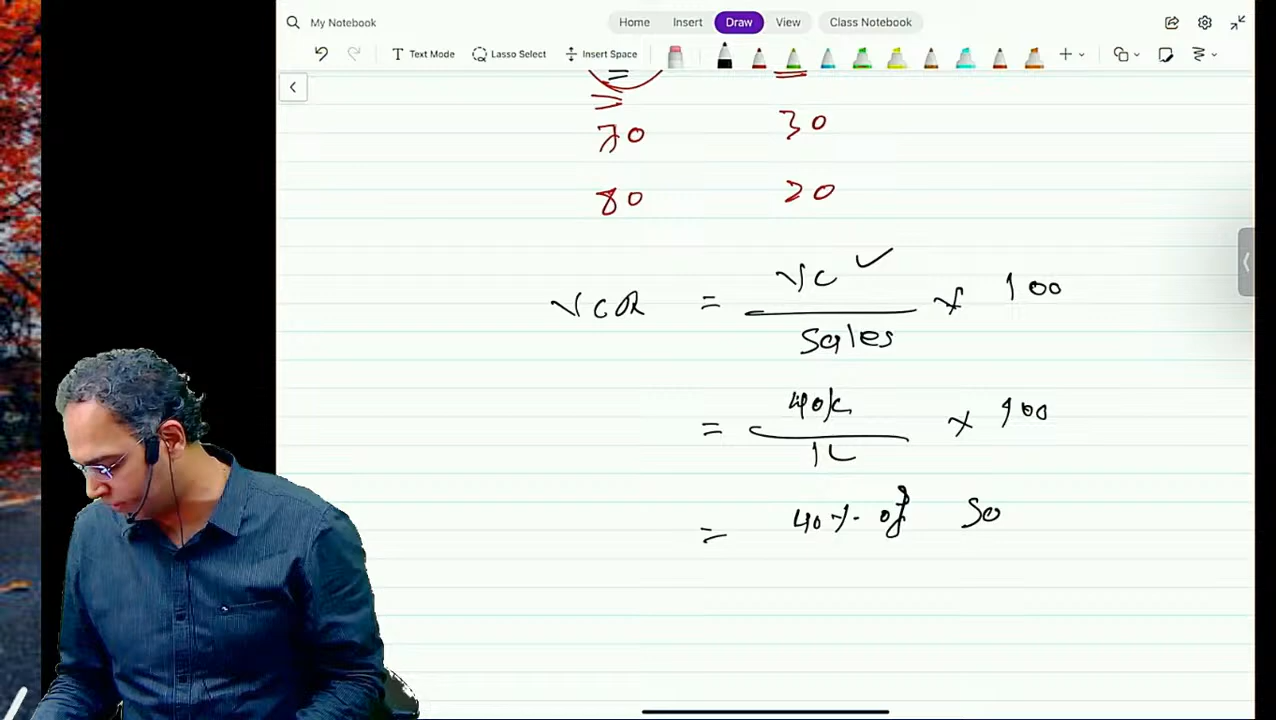 My Notebook
Home Insert Draw View Class Notebook
Text Mode Lasso Select Insert Space
70 30
80 20
VCR = VC ✓ / Sales × 100
= 40k / 1L × 100
= 40% of Sa